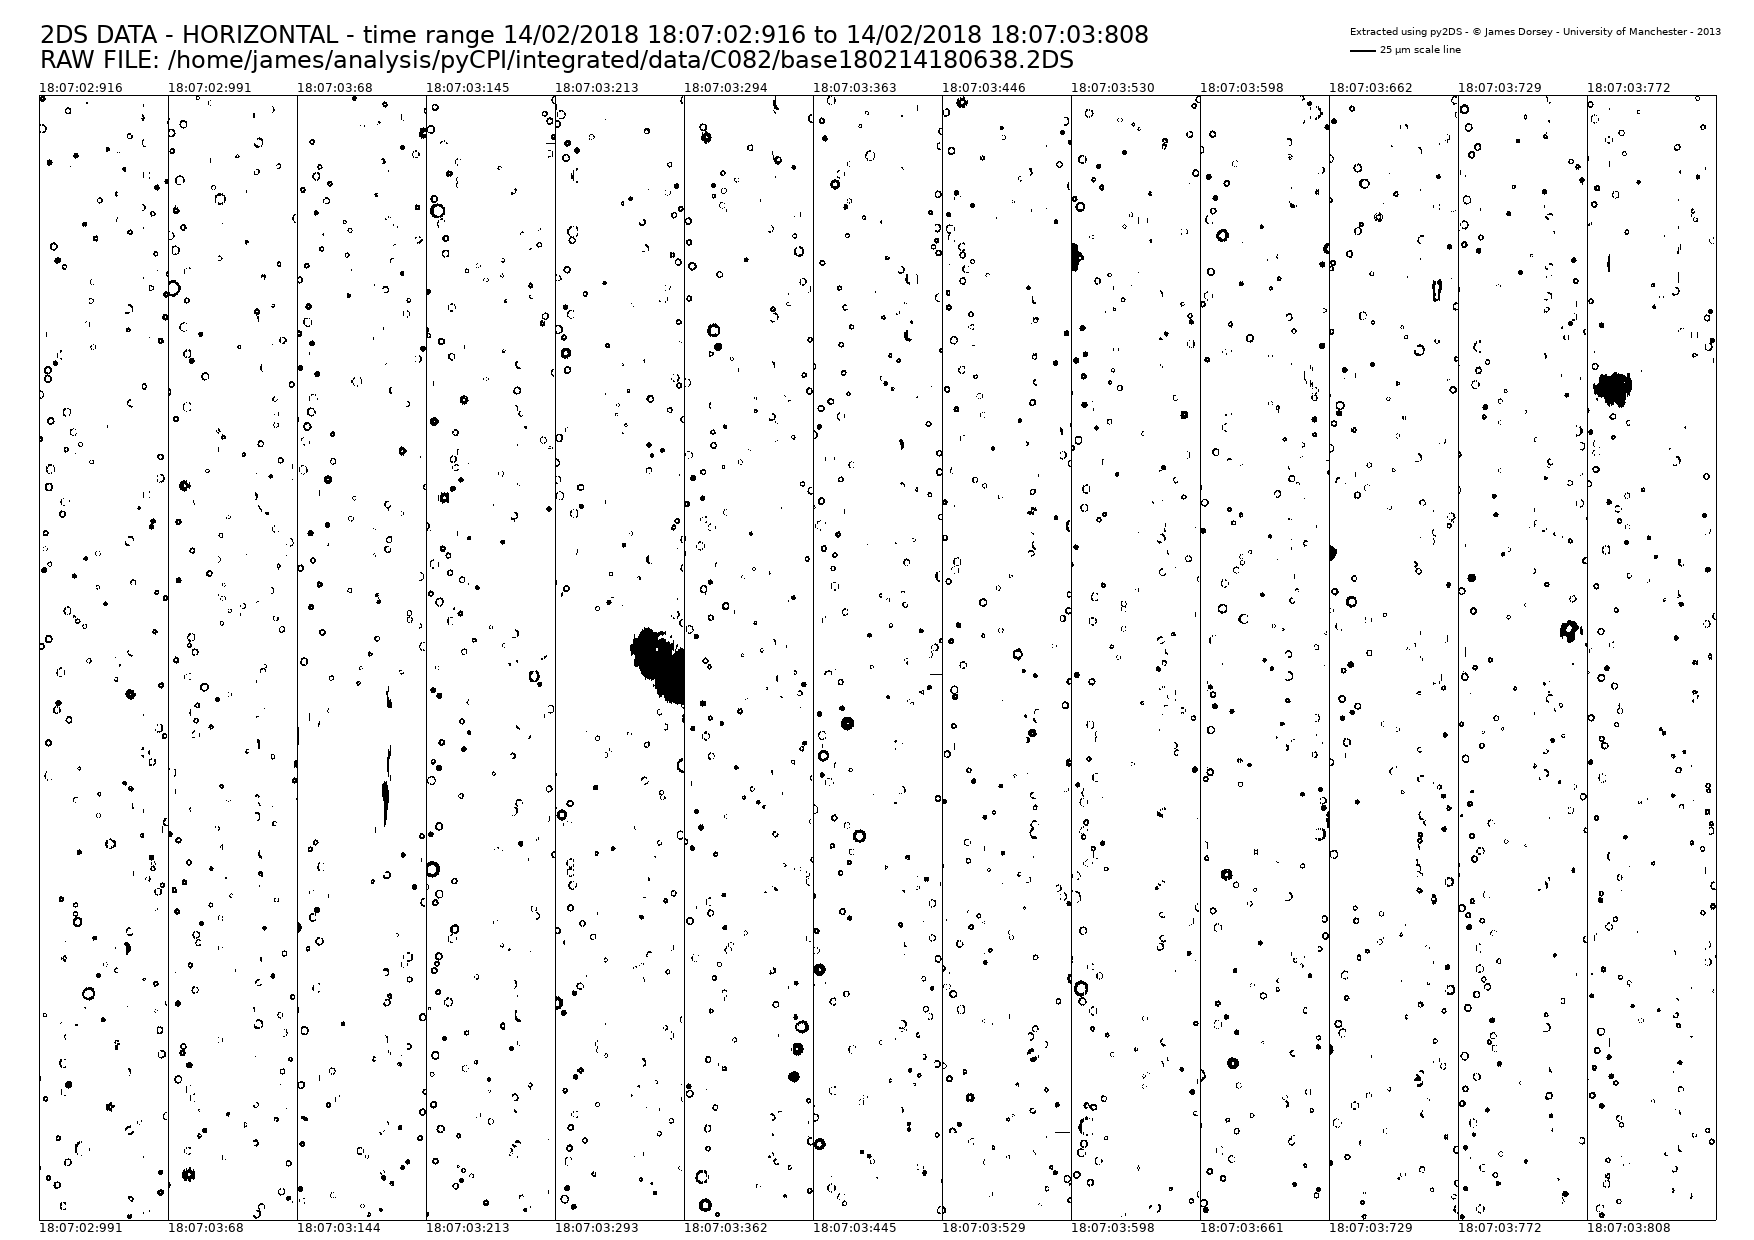 2DS DATA - HORIZONTAL - time range 14/02/2018 18:07:02:916 to 14/02/2018 18:07:03:808
RAW FILE: /home/james/analysis/pyCPI/integrated/data/C082/base180214180638.2DS
Extracted using py2DS - © James Dorsey - University of Manchester - 2013
25 µm scale line
18:07:02:916 18:07:02:991 18:07:03:68 18:07:03:145 18:07:03:213 18:07:03:294 18:07:03:363 18:07:03:446 18:07:03:530 18:07:03:598 18:07:03:662 18:07:03:729 18:07:03:772
18:07:02:991 18:07:03:68 18:07:03:144 18:07:03:213 18:07:03:293 18:07:03:362 18:07:03:445 18:07:03:529 18:07:03:598 18:07:03:661 18:07:03:729 18:07:03:772 18:07:03:808